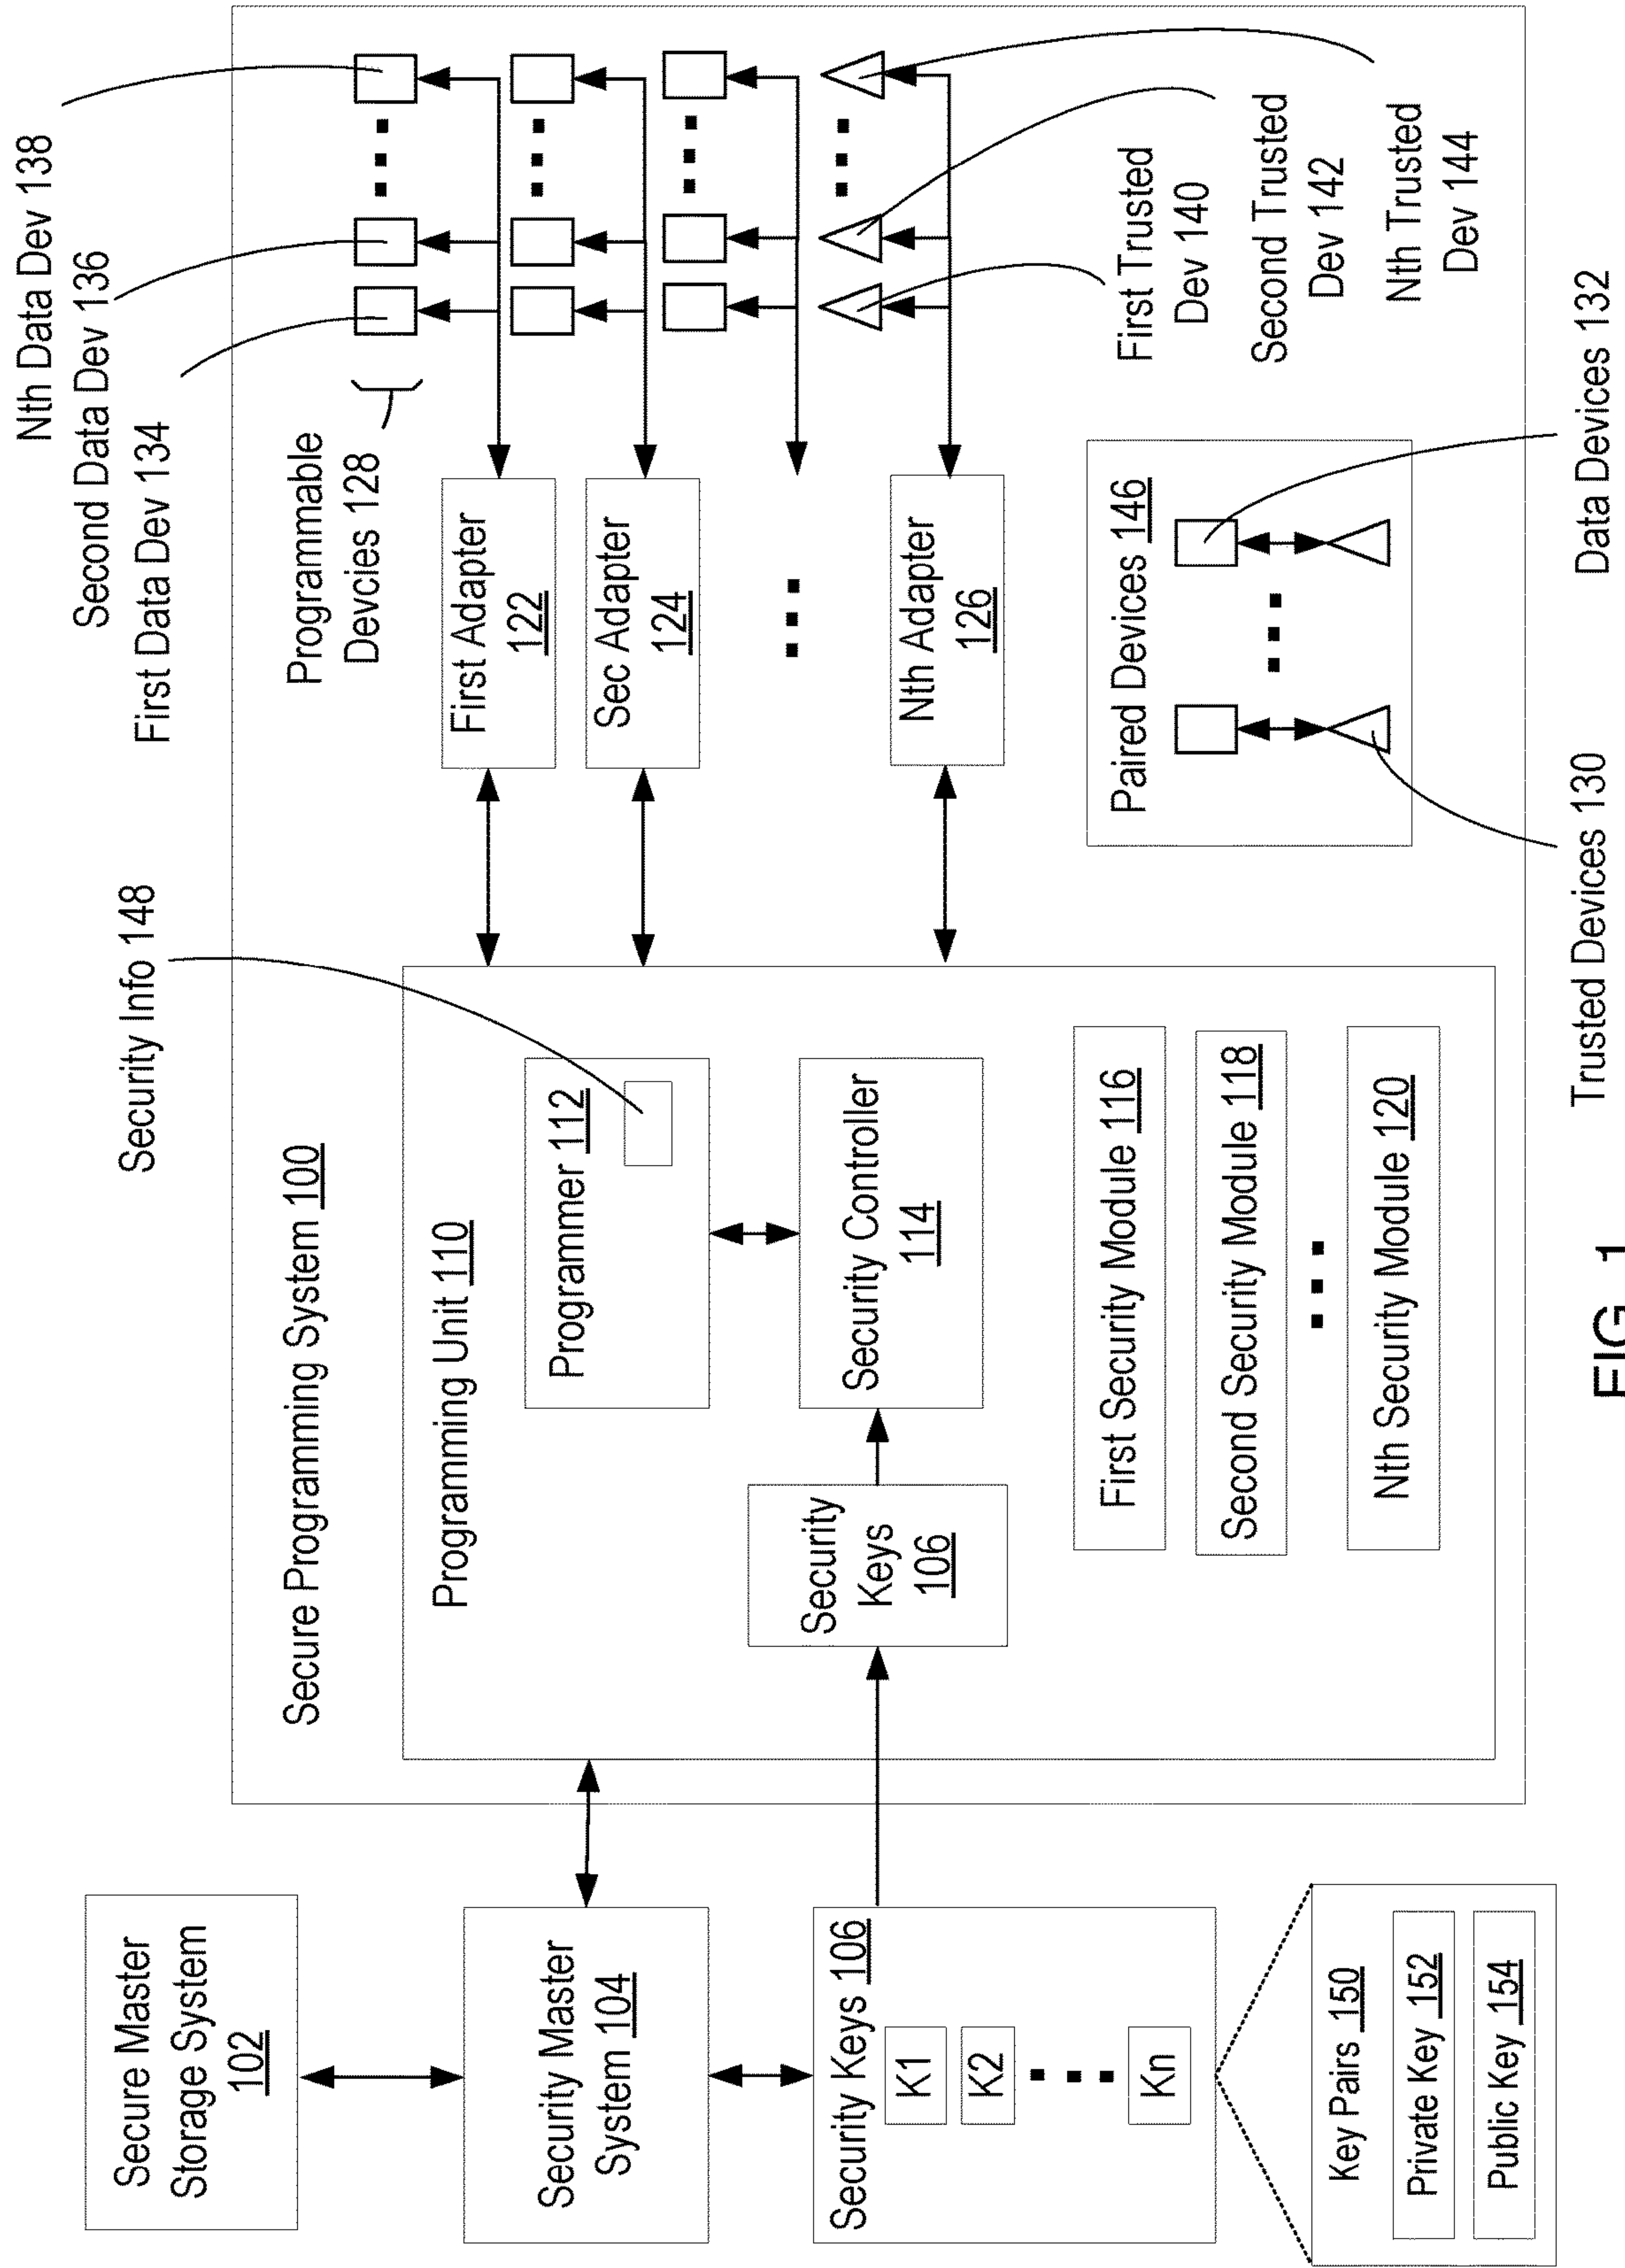 Secure Master
Storage System
102
Security Master
System 104
Security Keys 106
K1
K2
Kn
Key Pairs 150
Private Key 152
Public Key 154
Secure Programming System 100
Programming Unit 110
Security
Keys
106
Programmer 112
Security Info 148
Security Controller
114
First Security Module 116
Second Security Module 118
Nth Security Module 120
Nth Data Dev 138
Second Data Dev 136
First Data Dev 134
Programmable
Devcies 128
First Adapter
122
Sec Adapter
124
Nth Adapter
126
First Trusted
Dev 140
Second Trusted
Dev 142
Nth Trusted
Dev 144
Paired Devices 146
Trusted Devices 130
Data Devices 132
FIG. 1